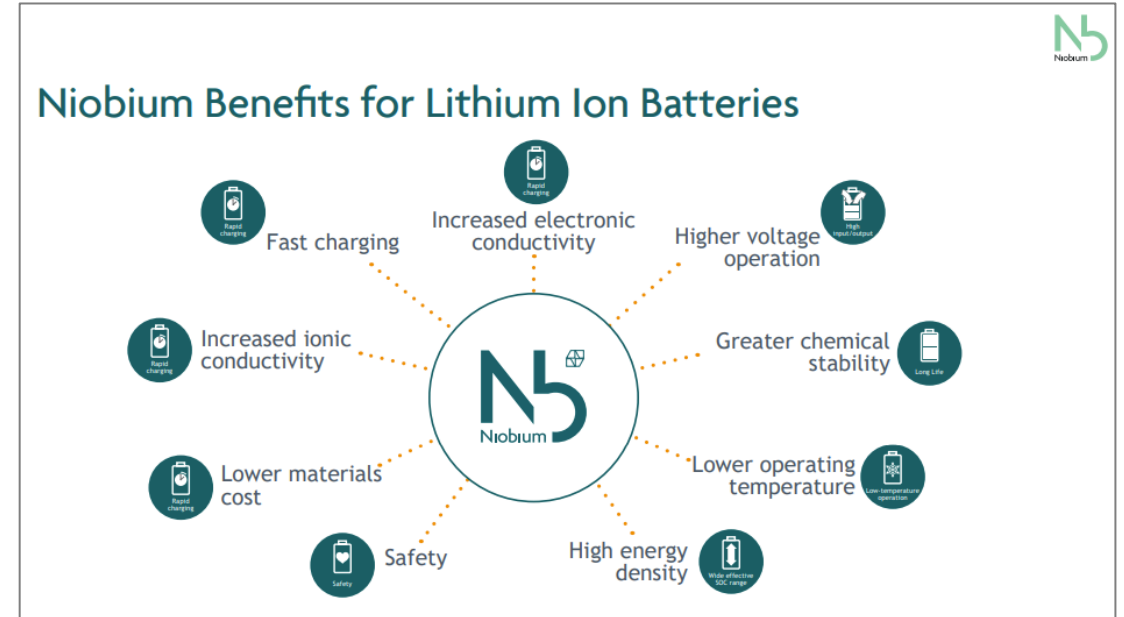 Nb
Niobium
Niobium Benefits for Lithium Ion Batteries
Rapid
charging
Increased electronic
conductivity
Rapid
charging
Fast charging
High
input/output
Higher voltage
operation
Rapid
charging
Increased ionic
conductivity
Greater chemical
stability
Long Life
Nb
Niobium
Rapid
charging
Lower materials
cost
Lower operating
temperature
Low-temperature
operation
Safety
Safety
High energy
density
Wide effective
SOC range